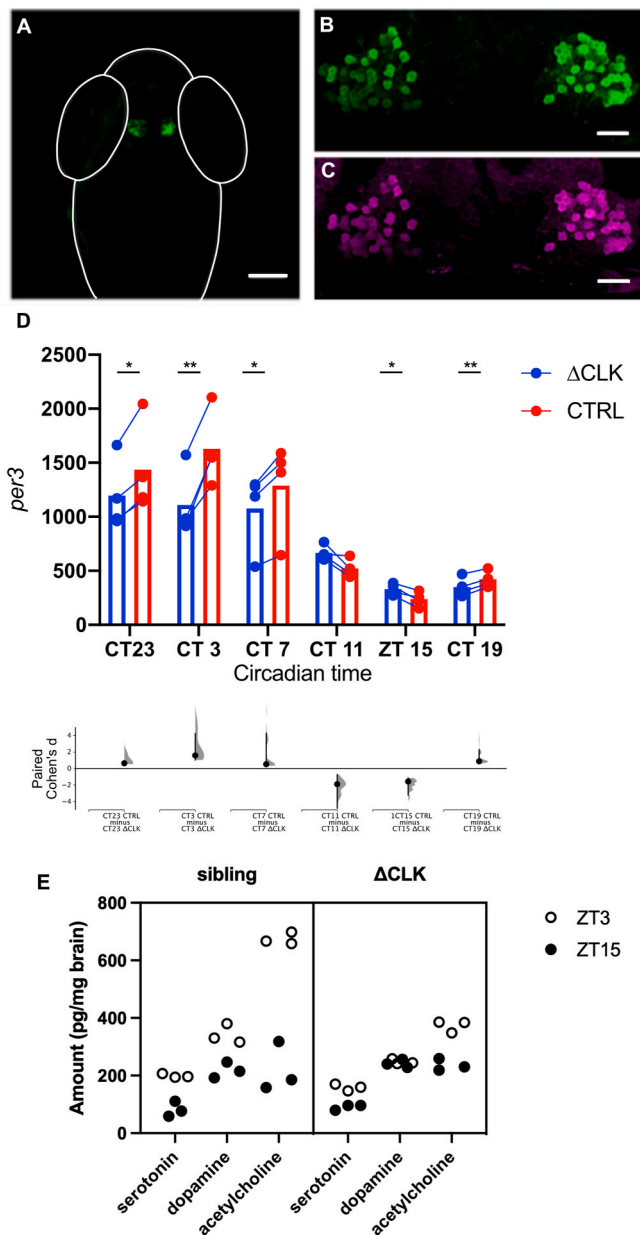 A
B
C
D
* ** * * **
ΔCLK
CTRL
2500
2000
1500
1000
500
0
per3
CT23 CT 3 CT 7 CT 11 ZT 15 CT 19
Circadian time
Paired
Cohen's d
2
0
−2
−4
CT23 CTRL
minus
CT23 ΔCLK
CT3 CTRL
minus
CT3 ΔCLK
CT7 CTRL
minus
CT7 ΔCLK
CT11 CTRL
minus
CT11 ΔCLK
1CT15 CTRL
minus
CT15 ΔCLK
CT19 CTRL
minus
CT19 ΔCLK
E
sibling ΔCLK
ZT3
ZT15
Amount (pg/mg brain)
800
600
400
200
0
serotonin
dopamine
acetylcholine
serotonin
dopamine
acetylcholine